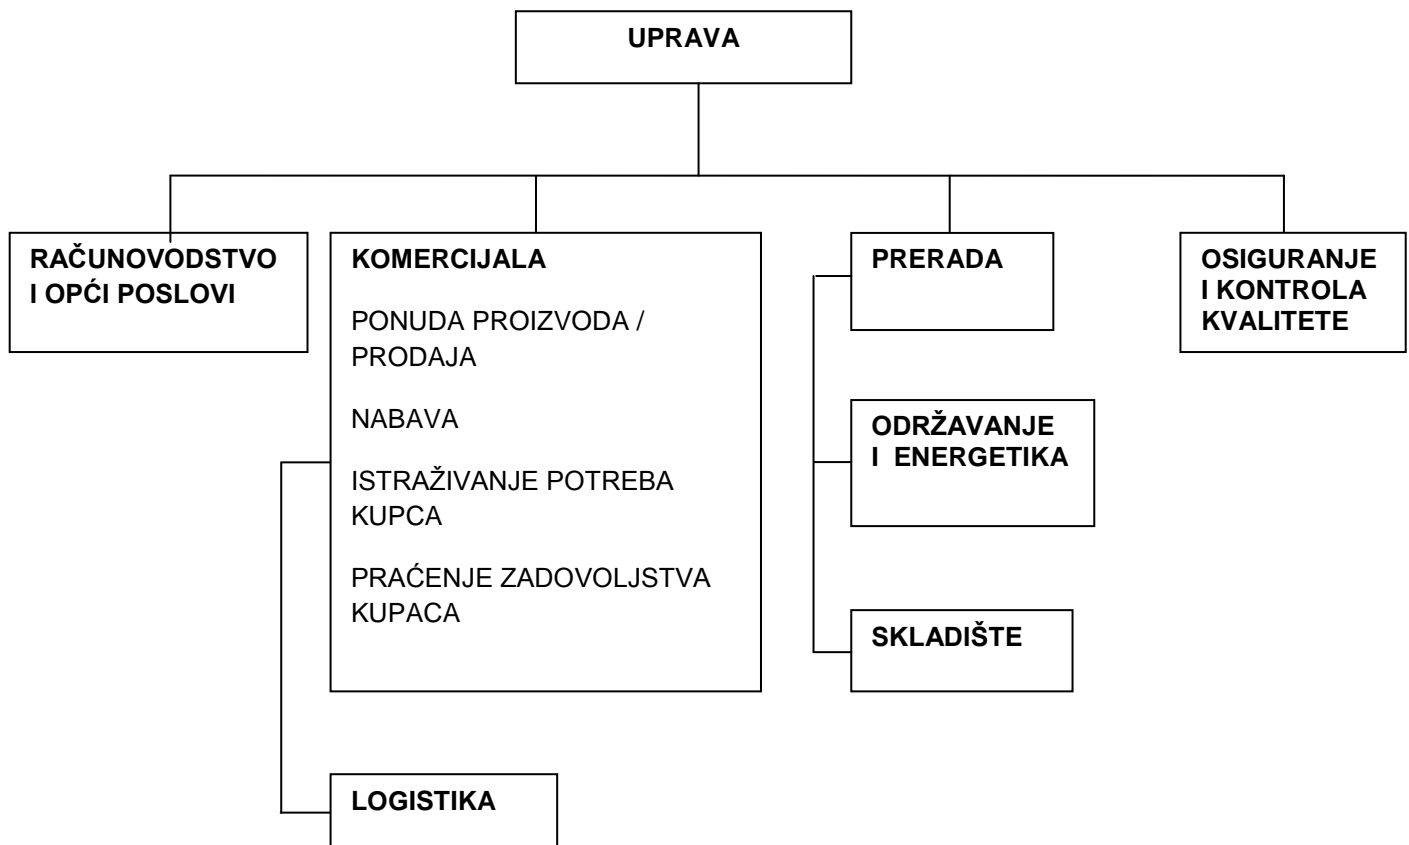 UPRAVA
RAČUNOVODSTVO
I OPĆI POSLOVI
KOMERCIJALA
PONUDA PROIZVODA /
PRODAJA
NABAVA
ISTRAŽIVANJE POTREBA
KUPCA
PRAĆENJE ZADOVOLJSTVA
KUPACA
LOGISTIKA
PRERADA
ODRŽAVANJE
I ENERGETIKA
SKLADIŠTE
OSIGURANJE
I KONTROLA
KVALITETE